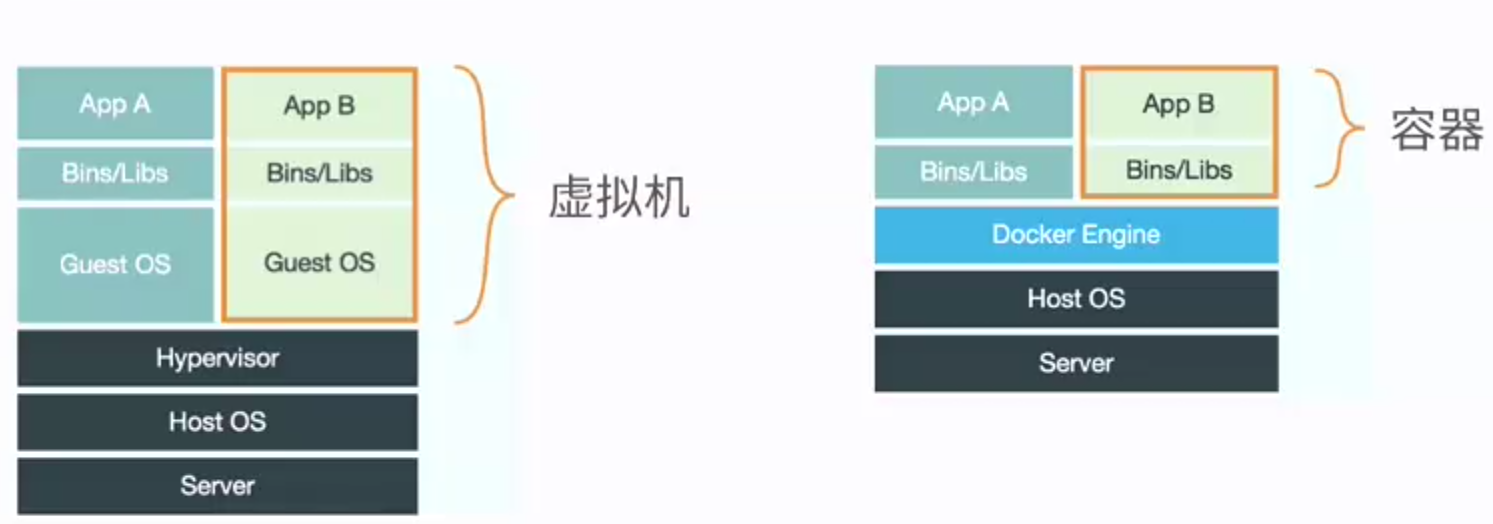 App A
App B
Bins/Libs
Bins/Libs
Guest OS
Guest OS
Hypervisor
Host OS
Server
虚拟机
App A
App B
Bins/Libs
Bins/Libs
Docker Engine
Host OS
Server
容器